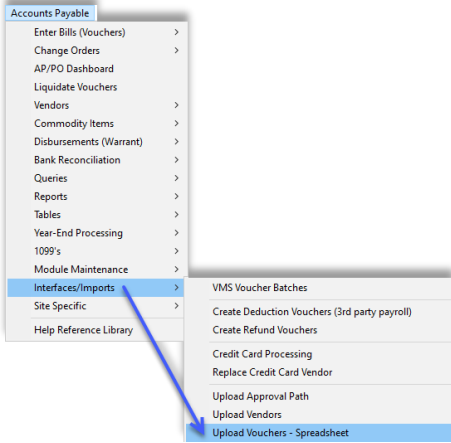 Accounts Payable
Enter Bills (Vouchers)
Change Orders
AP/PO Dashboard
Liquidate Vouchers
Vendors
Commodity Items
Disbursements (Warrant)
Bank Reconciliation
Queries
Reports
Tables
Year-End Processing
1099's
Module Maintenance
Interfaces/Imports
Site Specific
Help Reference Library
VMS Voucher Batches
Create Deduction Vouchers (3rd party payroll)
Create Refund Vouchers
Credit Card Processing
Replace Credit Card Vendor
Upload Approval Path
Upload Vendors
Upload Vouchers - Spreadsheet